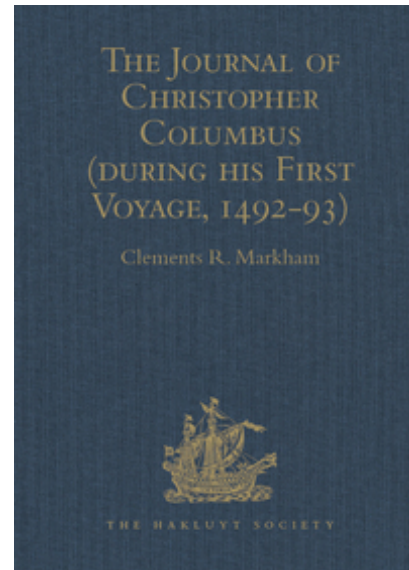 THE JOURNAL OF
CHRISTOPHER
COLUMBUS
(DURING HIS FIRST
VOYAGE, 1492-93)
Clements R. Markham
THE HAKLUYT SOCIETY